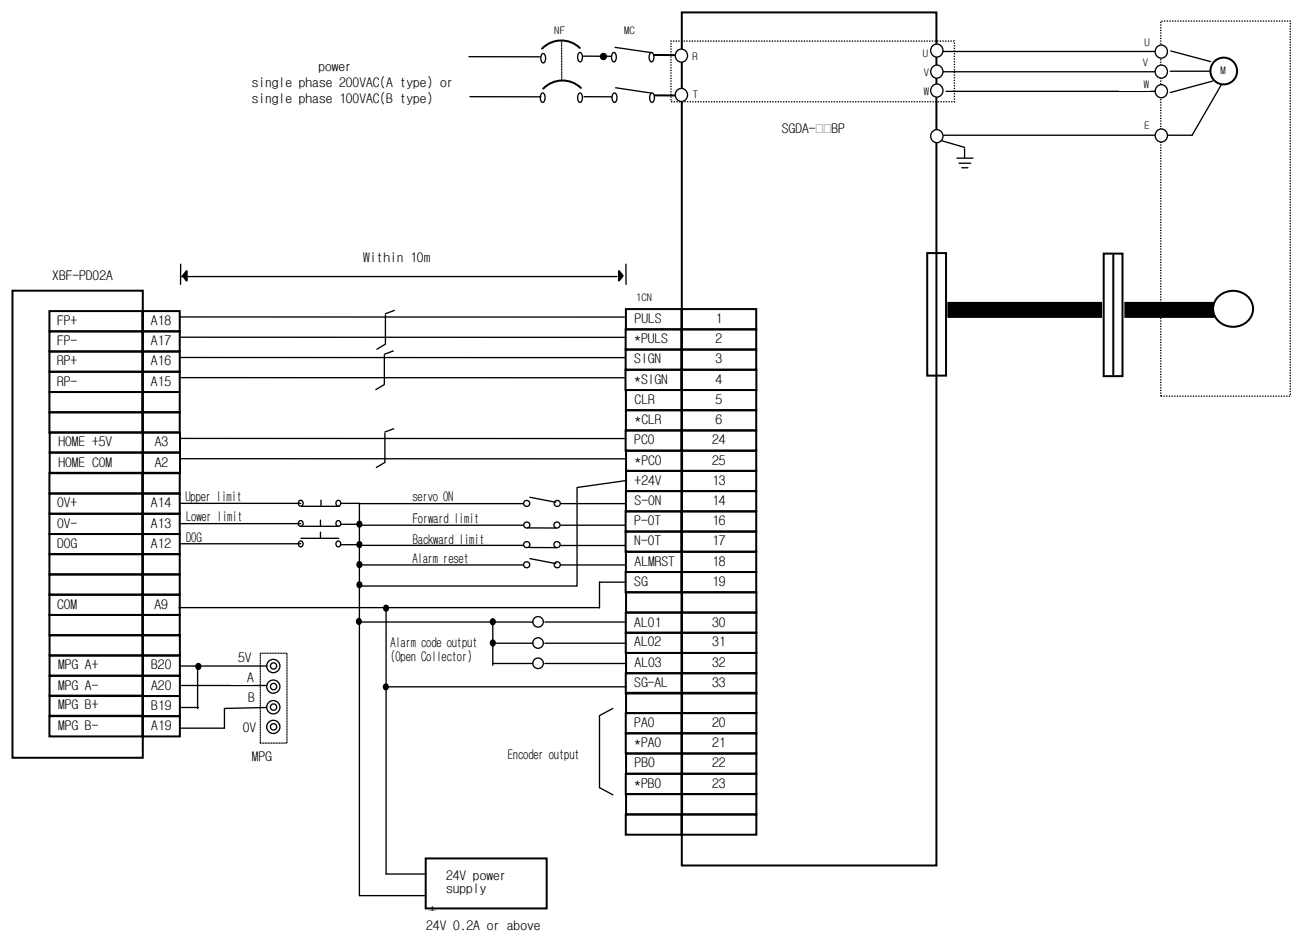 NF
MC
power
single phase 200VAC(A type) or
single phase 100VAC(B type)
R
T
U
V
W
U
V
W
E
M
SGDA-□□BP
Within 10m
XBF-PD02A
1CN
FP+ A18
FP- A17
RP+ A16
RP- A15
HOME +5V A3
HOME COM A2
OV+ A14
OV- A13
DOG A12
COM A9
MPG A+ B20
MPG A- A20
MPG B+ B19
MPG B- A19
Upper limit
Lower limit
DOG
servo ON
Forward limit
Backward limit
Alarm reset
PULS 1
*PULS 2
SIGN 3
*SIGN 4
CLR 5
*CLR 6
PCO 24
*PCO 25
+24V 13
S-ON 14
P-OT 16
N-OT 17
ALMRST 18
SG 19
ALO1 30
ALO2 31
ALO3 32
SG-AL 33
PAO 20
*PAO 21
PBO 22
*PBO 23
Alarm code output
(Open Collector)
5V
A
B
0V
MPG
Encoder output
24V power
supply
+
24V 0.2A or above